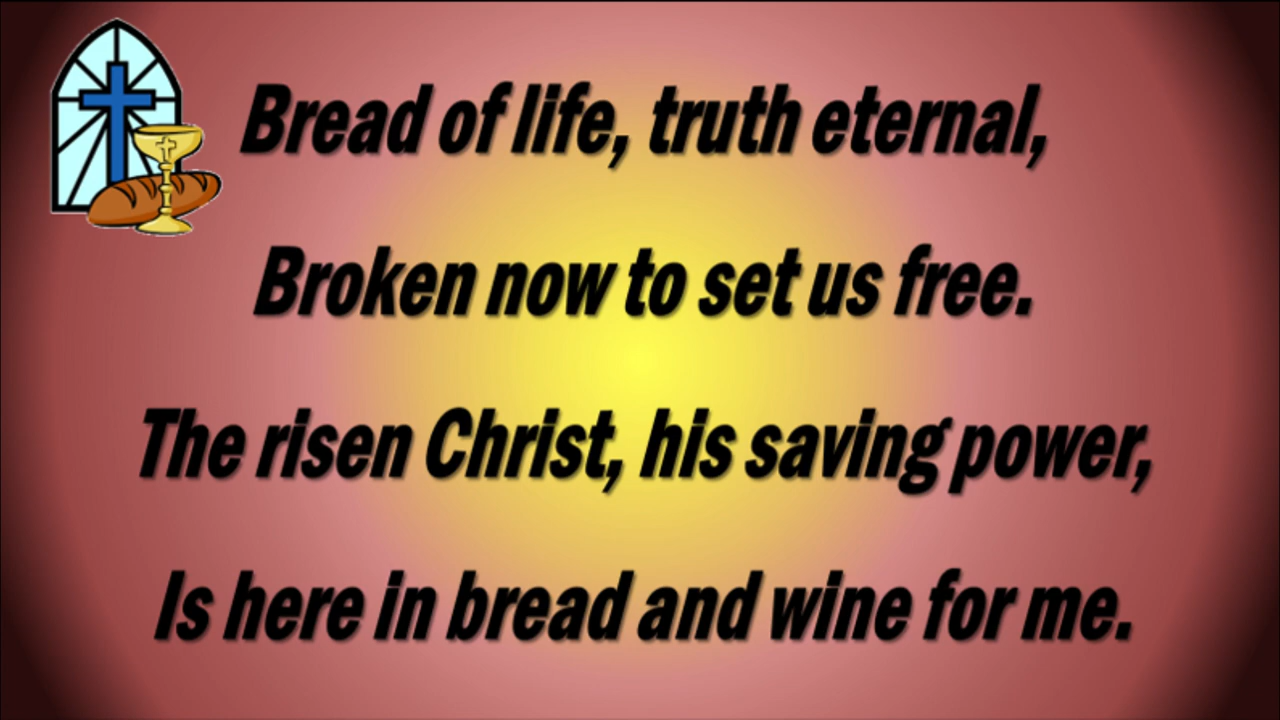 Bread of life, truth eternal,
Broken now to set us free.
The risen Christ, his saving power,
Is here in bread and wine for me.